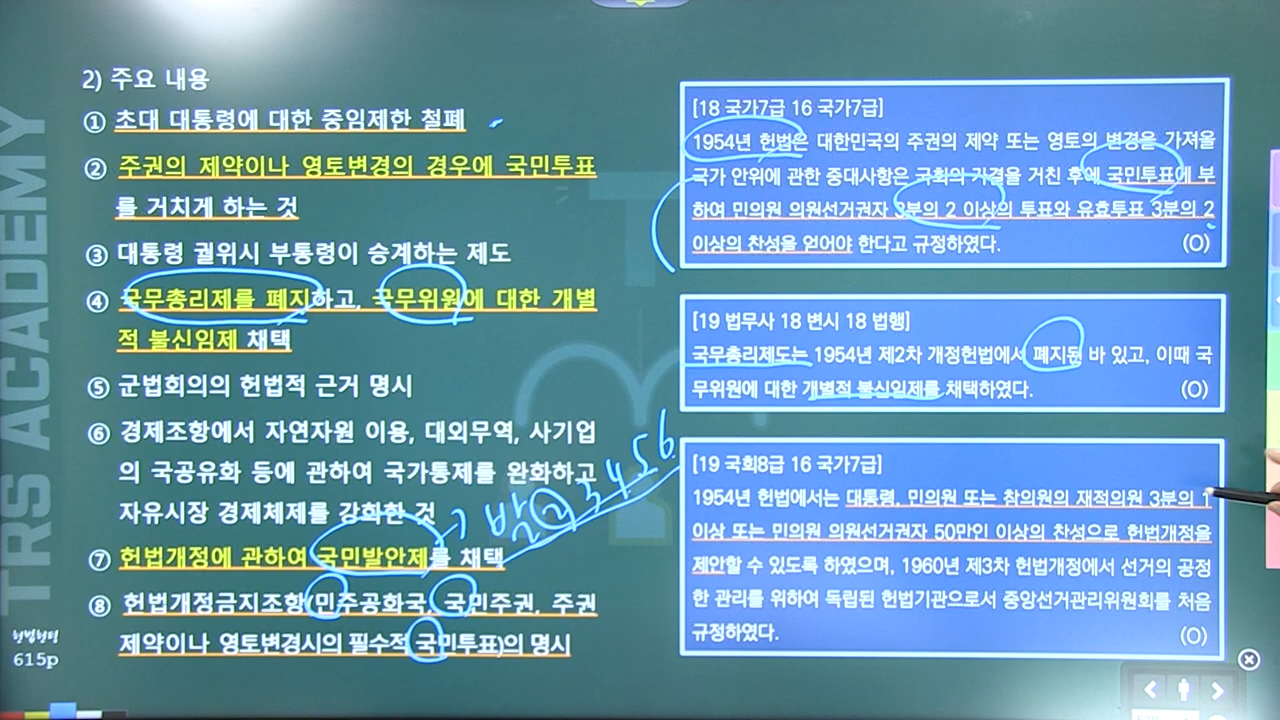 2) 주요 내용
① 초대 대통령에 대한 중임제한 철폐
② 주권의 제약이나 영토변경의 경우에 국민투표
를 거치게 하는 것
③ 대통령 궐위시 부통령이 승계하는 제도
④ 국무총리제를 폐지하고, 국무위원에 대한 개별
적 불신임제 채택
⑤ 군법회의의 헌법적 근거 명시
⑥ 경제조항에서 자연자원 이용, 대외무역, 사기업
의 국공유화 등에 관하여 국가통제를 완화하고
자유시장 경제체제를 강화한 것
⑦ 헌법개정에 관하여 국민발안제를 채택
발 2 3 4 5 6
⑧ 헌법개정금지조항(민주공화국, 국민주권, 주권
제약이나 영토변경시의 필수적 국민투표)의 명시
615p
TRS ACADEMY
[18 국가7급 16 국가7급]
1954년 헌법은 대한민국의 주권의 제약 또는 영토의 변경을 가져올
국가 안위에 관한 중대사항은 국회의 가결을 거친 후에 국민투표에 부
하여 민의원 의원선거권자 3분의 2 이상의 투표와 유효투표 3분의 2
이상의 찬성을 얻어야 한다고 규정하였다. (O)
[19 법무사 18 변시 18 법행]
국무총리제도는 1954년 제2차 개정헌법에서 폐지된 바 있고, 이때 국
무위원에 대한 개별적 불신임제를 채택하였다. (O)
[19 국회8급 16 국가7급]
1954년 헌법에서는 대통령, 민의원 또는 참의원의 재적의원 3분의 1
이상 또는 민의원 의원선거권자 50만인 이상의 찬성으로 헌법개정을
제안할 수 있도록 하였으며, 1960년 제3차 헌법개정에서 선거의 공정
한 관리를 위하여 독립된 헌법기관으로서 중앙선거관리위원회를 처음
규정하였다. (O)